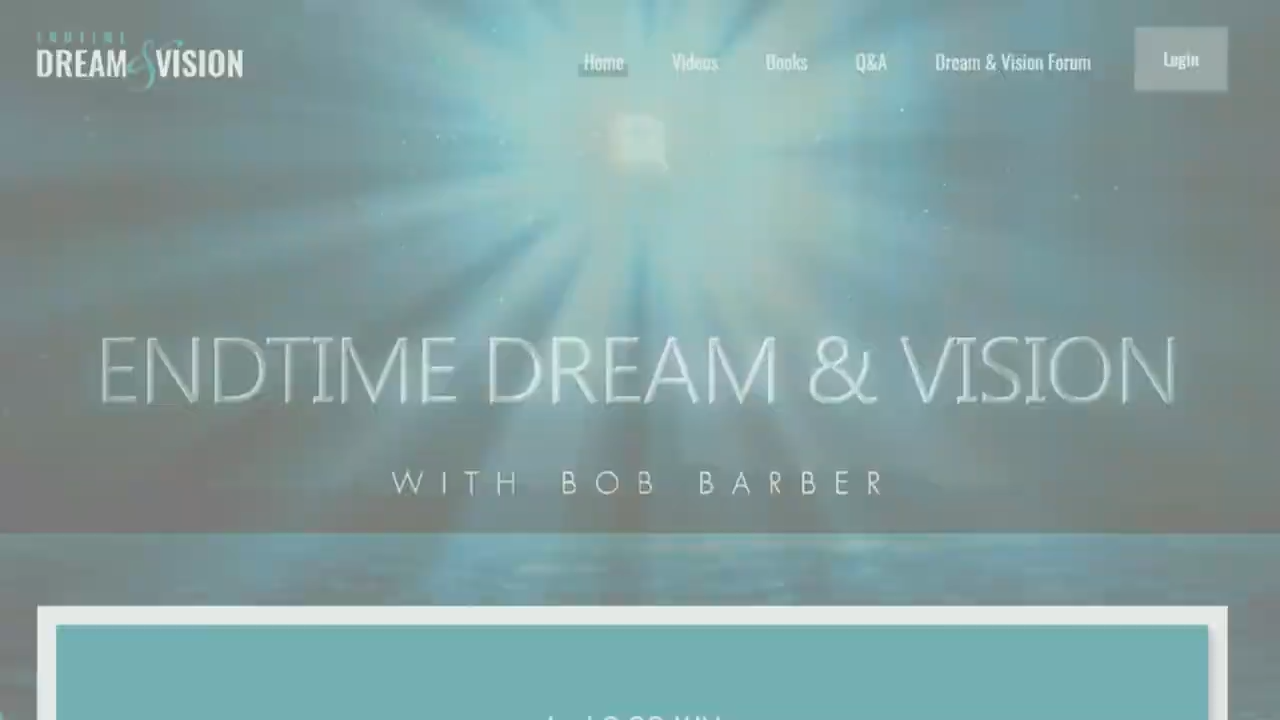 ENDTIME
DREAM & VISION
Home
Videos
Books
Q&A
Dream & Vision Forum
Login
ENDTIME DREAM & VISION
WITH BOB BARBER